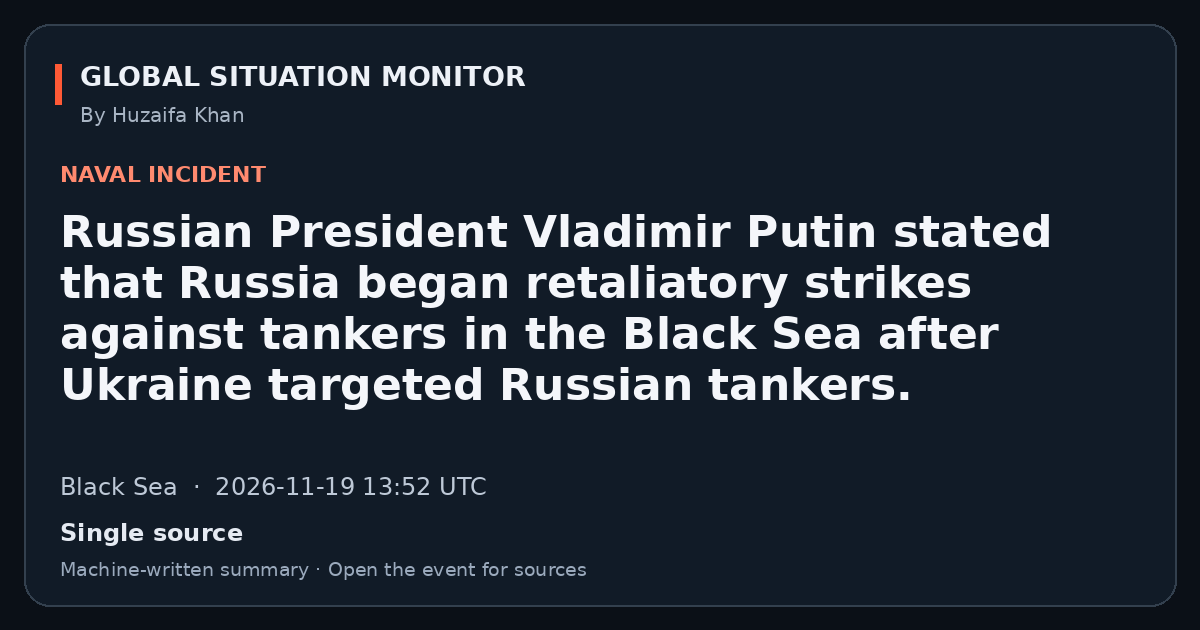 GLOBAL SITUATION MONITOR
By Huzaifa Khan
NAVAL INCIDENT
Russian President Vladimir Putin stated
that Russia began retaliatory strikes
against tankers in the Black Sea after
Ukraine targeted Russian tankers.
Black Sea · 2026-11-19 13:52 UTC
Single source
Machine-written summary · Open the event for sources